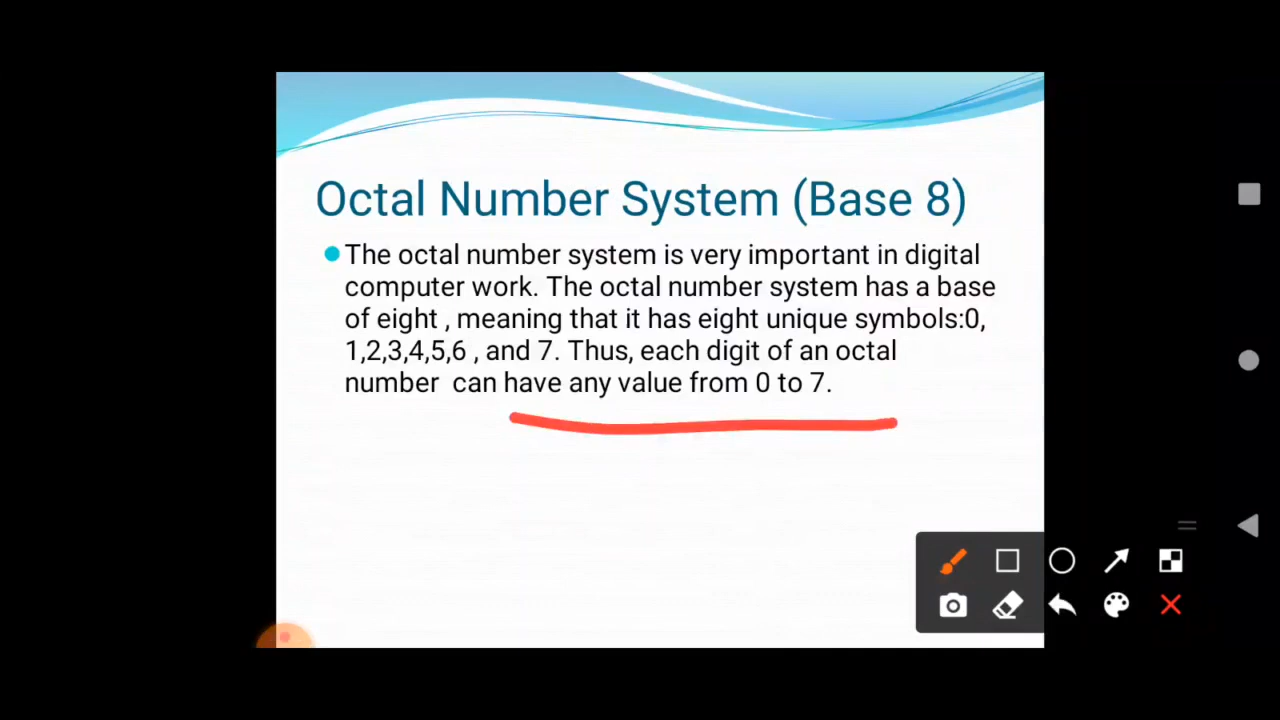 Octal Number System (Base 8)
The octal number system is very important in digital
computer work. The octal number system has a base
of eight , meaning that it has eight unique symbols:0,
1,2,3,4,5,6 , and 7. Thus, each digit of an octal
number  can have any value from 0 to 7.